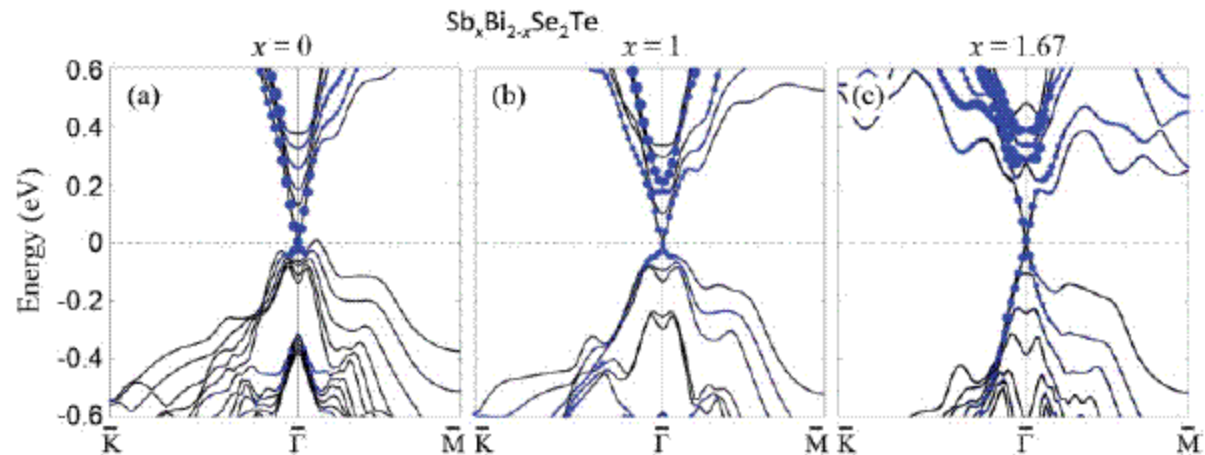 SbₓBi₂₋ₓSe₂Te
x = 0 x = 1 x = 1.67
(a) (b) (c)
Energy (eV)
0.6
0.4
0.2
0
-0.2
-0.4
-0.6
K̅ Γ̅ M̅ K̅ Γ̅ M̅ K̅ Γ̅ M̅